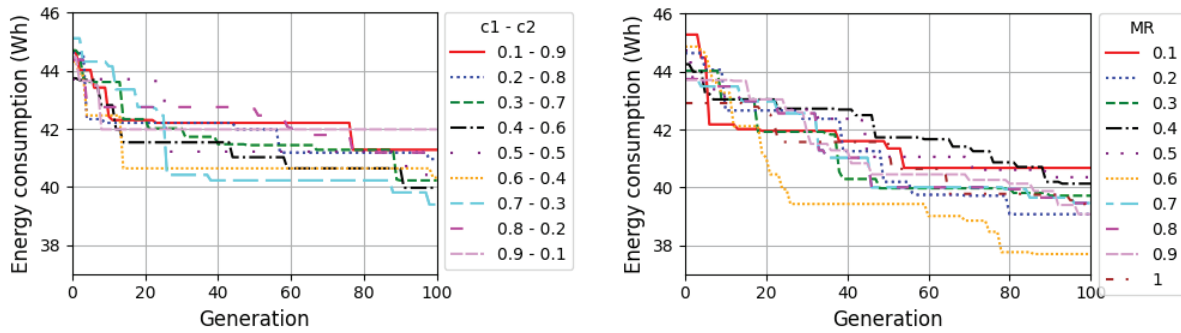 Energy consumption (Wh)
46
44
42
40
38
0
20
40
60
80
100
Generation
c1 - c2
0.1 - 0.9
0.2 - 0.8
0.3 - 0.7
0.4 - 0.6
0.5 - 0.5
0.6 - 0.4
0.7 - 0.3
0.8 - 0.2
0.9 - 0.1
Energy consumption (Wh)
46
44
42
40
38
0
20
40
60
80
100
Generation
MR
0.1
0.2
0.3
0.4
0.5
0.6
0.7
0.8
0.9
1